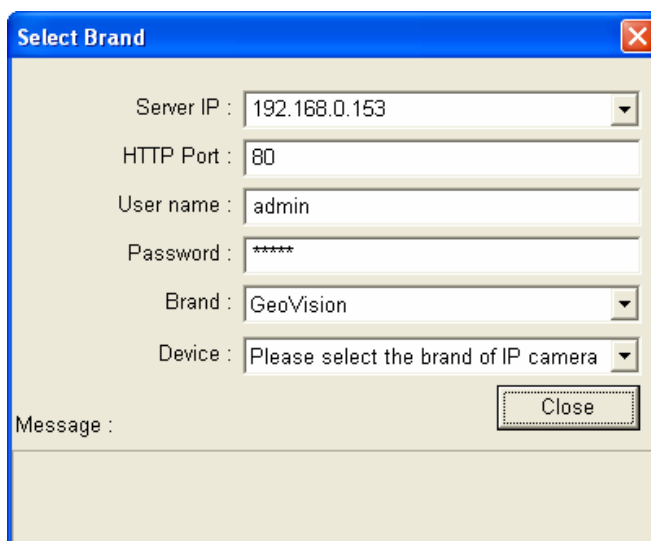 Select Brand
Server IP : 192.168.0.153
HTTP Port : 80
User name : admin
Password : *****
Brand : GeoVision
Device : Please select the brand of IP camera
Close
Message :